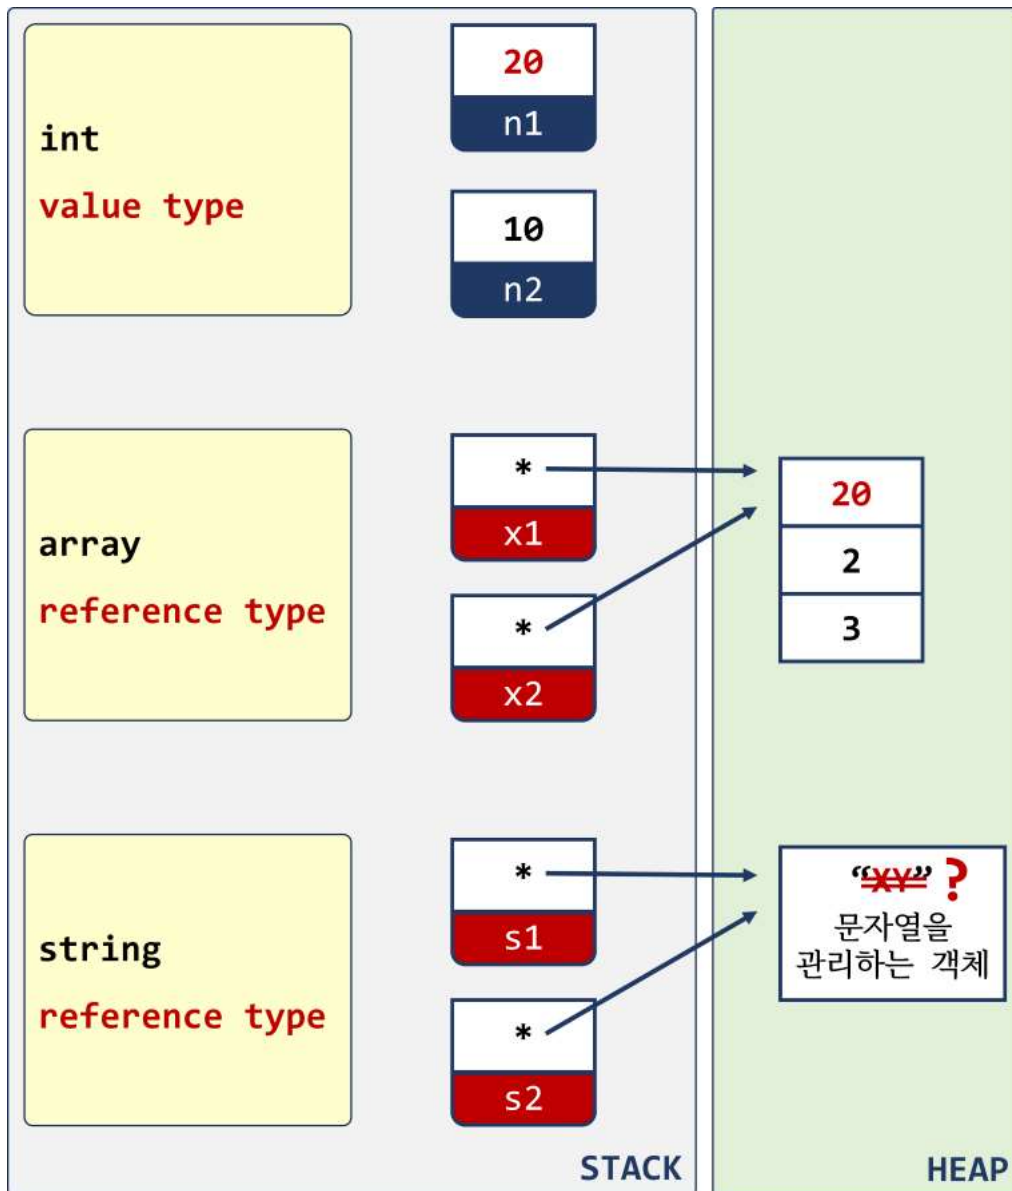 int
value type
20
n1
10
n2
array
reference type
*
x1
*
x2
20
2
3
string
reference type
*
s1
*
s2
“XY” ?
문자열을
관리하는 객체
STACK
HEAP